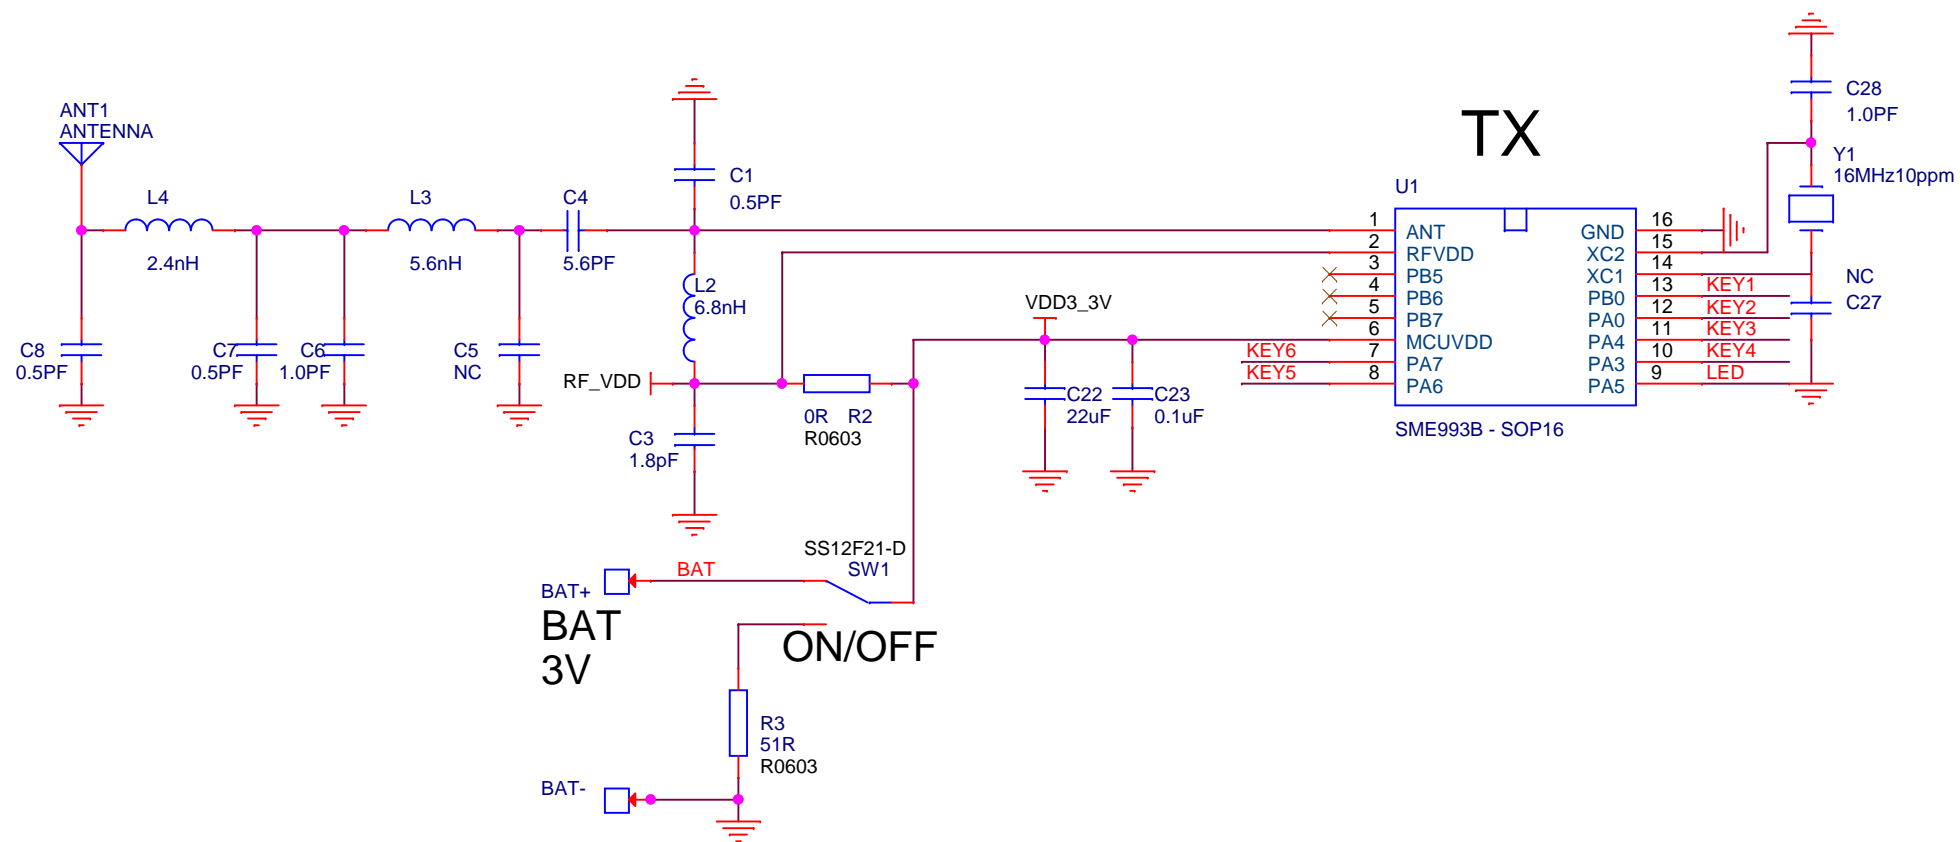 ANT1
ANTENNA
L4
2.4nH
L3
5.6nH
C4
5.6PF
C1
0.5PF
C8
0.5PF
C7
0.5PF
C6
1.0PF
C5
NC
L2
6.8nH
RF_VDD
C3
1.8pF
0R R2
R0603
VDD3_3V
C22
22uF
C23
0.1uF
TX
U1
1 ANT
2 RFVDD
3 PB5
4 PB6
5 PB7
6 MCUVDD
KEY6 7 PA7
KEY5 8 PA6
GND 16
XC2 15
XC1 14
PB0 13 KEY1
PA0 12 KEY2
PA4 11 KEY3
PA3 10 KEY4
PA5 9 LED
SME993B - SOP16
C28
1.0PF
Y1
16MHz10ppm
NC
C27
SS12F21-D
SW1
BAT
BAT+
BAT
3V
ON/OFF
R3
51R
R0603
BAT-